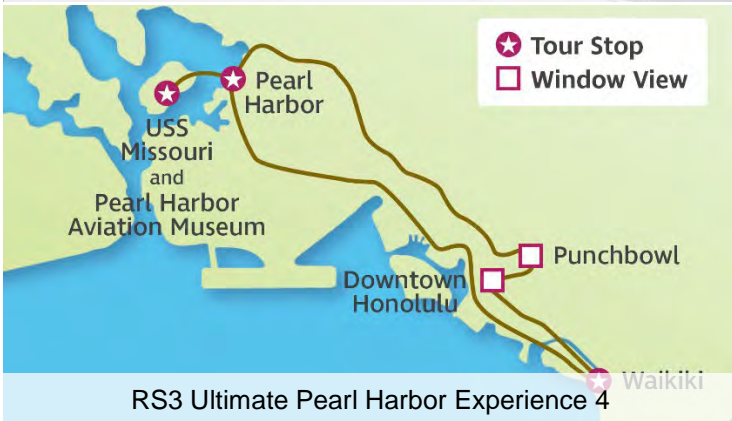 Tour Stop
Window View
Pearl
Harbor
USS
Missouri
and
Pearl Harbor
Aviation Museum
Punchbowl
Downtown
Honolulu
Waikiki
RS3 Ultimate Pearl Harbor Experience 4